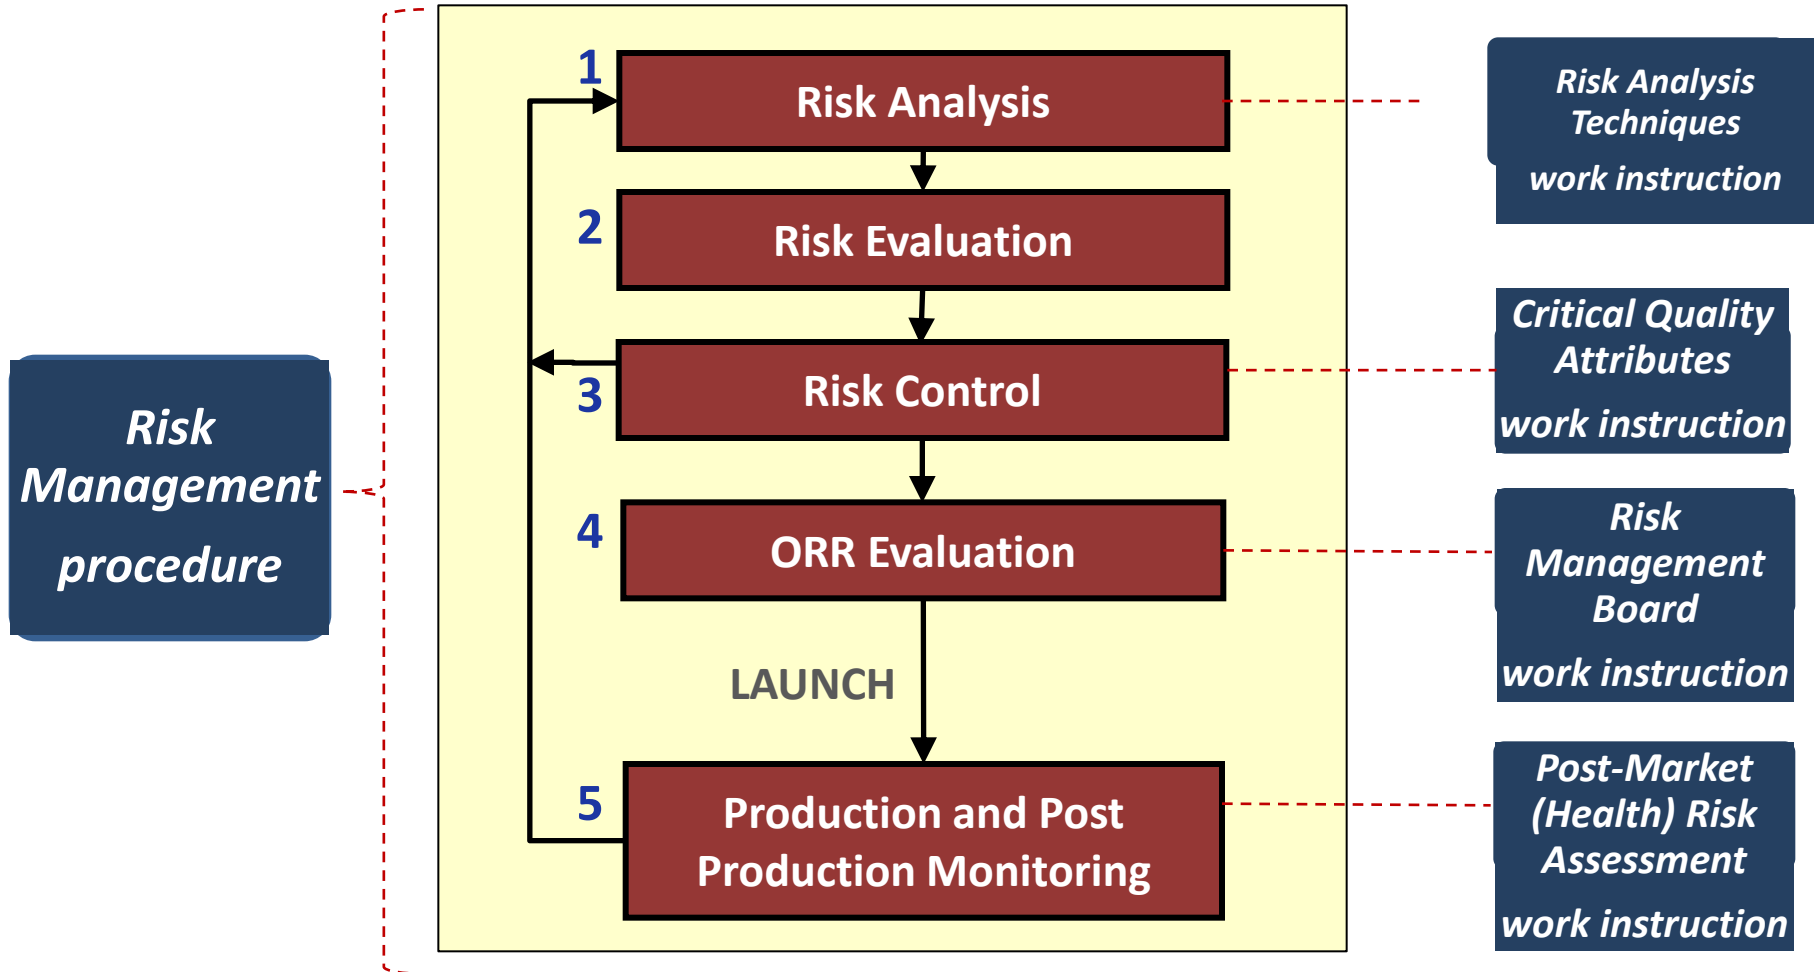 Risk
Management
procedure
1
Risk Analysis
2
Risk Evaluation
3
Risk Control
4
ORR Evaluation
LAUNCH
5
Production and Post
Production Monitoring
Risk Analysis
Techniques
work instruction
Critical Quality
Attributes
work instruction
Risk
Management
Board
work instruction
Post-Market
(Health) Risk
Assessment
work instruction